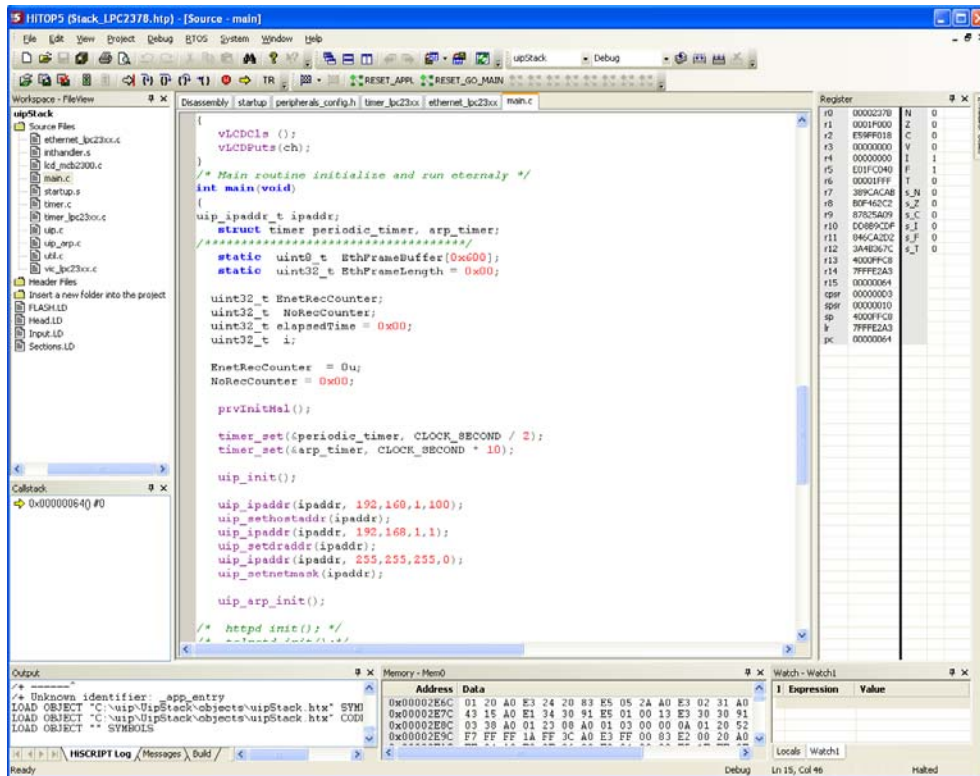 HiTOP5 (Stack_LPC2378.htp) - [Source - main]
File Edit View Project Debug RTOS System Window Help
uipStack Debug
TR RESET_APPL RESET_GO_MAIN
Workspace - FileView
uipStack
Source Files
ethernet_lpc23xx.c
inthandler.s
lcd_mcb2300.c
main.c
startup.s
timer.c
timer_lpc23xx.c
uip.c
uip_arp.c
util.c
vic_lpc23xx.c
Header Files
Insert a new folder into the project
FLASH.LD
Head.LD
Input.LD
Sections.LD
Callstack
0x00000064() #0
Disassembly startup peripherals_config.h timer_lpc23xx ethernet_lpc23xx main.c
{
vLCDCls ();
vLCDPuts(ch);
}
/* Main routine initialize and run eternaly */
int main(void)
{
uip_ipaddr_t ipaddr;
struct timer periodic_timer, arp_timer;
/************************************/
static uint8_t EthFrameBuffer[0x600];
static uint32_t EthFrameLength = 0x00;
uint32_t EnetRecCounter;
uint32_t NoRecCounter;
uint32_t elapsedTime = 0x00;
uint32_t i;
EnetRecCounter = 0u;
NoRecCounter = 0x00;
prvInitHal();
timer_set(&periodic_timer, CLOCK_SECOND / 2);
timer_set(&arp_timer, CLOCK_SECOND * 10);
uip_init();
uip_ipaddr(ipaddr, 192,168,1,100);
uip_sethostaddr(ipaddr);
uip_ipaddr(ipaddr, 192,168,1,1);
uip_setdraddr(ipaddr);
uip_ipaddr(ipaddr, 255,255,255,0);
uip_setnetmask(ipaddr);
uip_arp_init();
/* httpd init(); */
Register
r0 00002378 N 0
r1 0001F000 Z 0
r2 E59FF018 C 0
r3 00000000 V 0
r4 00000000 I 1
r5 E01FC040 F 1
r6 00001FFF T 0
r7 389CACAB s_N 0
r8 B0F462C2 s_Z 0
r9 87825A09 s_C 0
r10 DD8B9CDF s_I 0
r11 846CA2D2 s_F 0
r12 3A4B367C s_T 0
r13 4000FFC8
r14 7FFFE2A3
r15 00000064
cpsr 000000D3
spsr 00000010
sp 4000FFC8
lr 7FFFE2A3
pc 00000064
Output
/+ ------^
/+ Unknown identifier: _app_entry
LOAD OBJECT "C:\uip\UipStack\objects\uipStack.htx" SYMI
LOAD OBJECT "C:\uip\UipStack\objects\uipStack.htx" CODI
LOAD OBJECT "" SYMBOLS
HiSCRIPT Log Messages Build
Memory - Mem0
Address Data
0x00002E6C 01 20 A0 E3 24 20 83 E5 05 2A A0 E3 02 31 A0
0x00002E7C 43 15 A0 E1 34 30 91 E5 01 00 13 E3 30 30 91
0x00002E8C 03 38 A0 01 23 08 A0 01 03 00 00 0A 01 20 52
0x00002E9C F7 FF FF 1A FF 3C A0 E3 FF 00 83 E2 00 20 A0
Watch - Watch1
1 Expression Value
Locals Watch1
Ready Debug Ln 15, Col 46 Halted